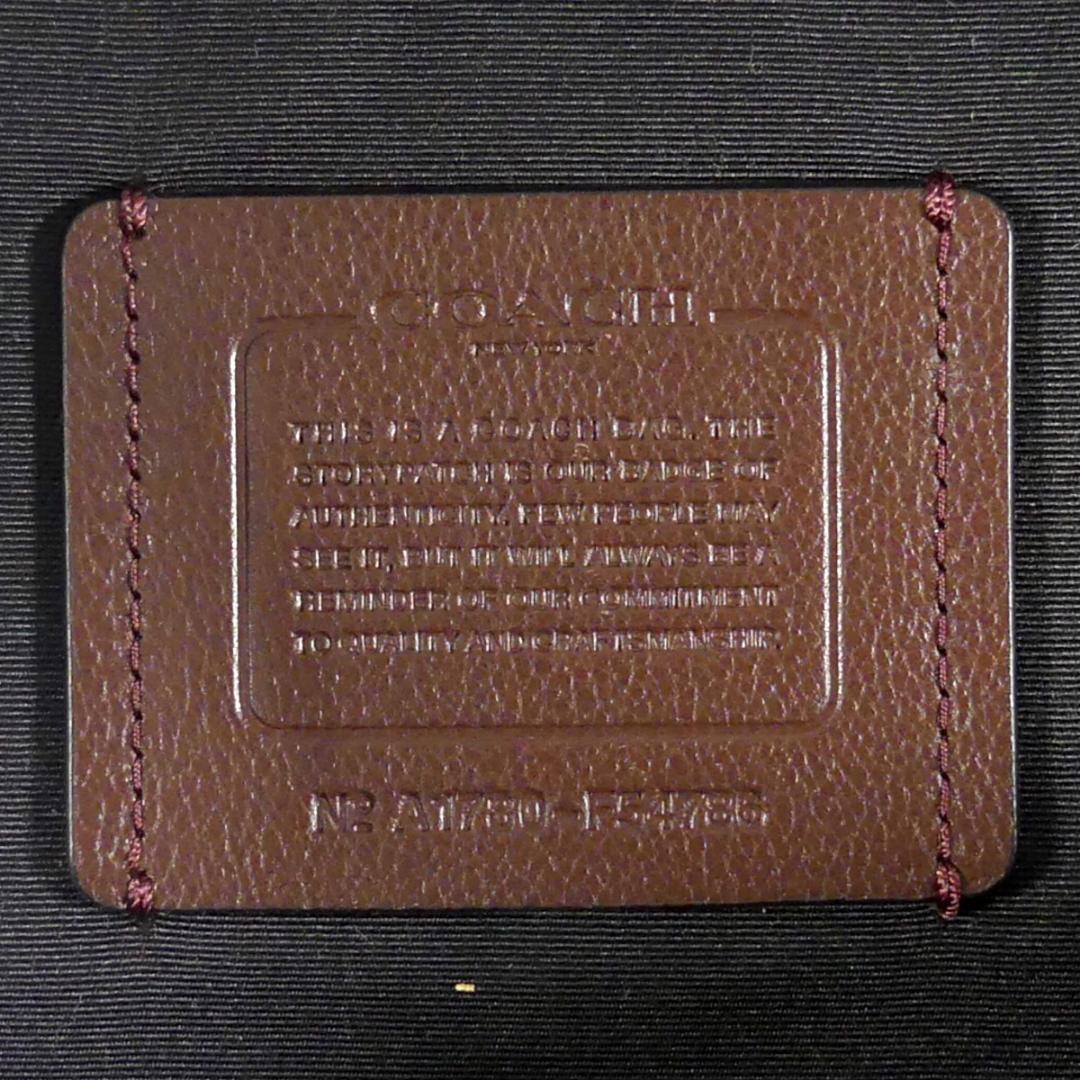 COACH
NEW YORK
THIS IS A COACH BAG. THE
STORYPATCH IS OUR BADGE OF
AUTHENTICITY. FEW PEOPLE MAY
SEE IT, BUT IT WILL ALWAYS BE A
REMINDER OF OUR COMMITMENT
TO QUALITY AND CRAFTSMANSHIP.
Nº A1780-F54786